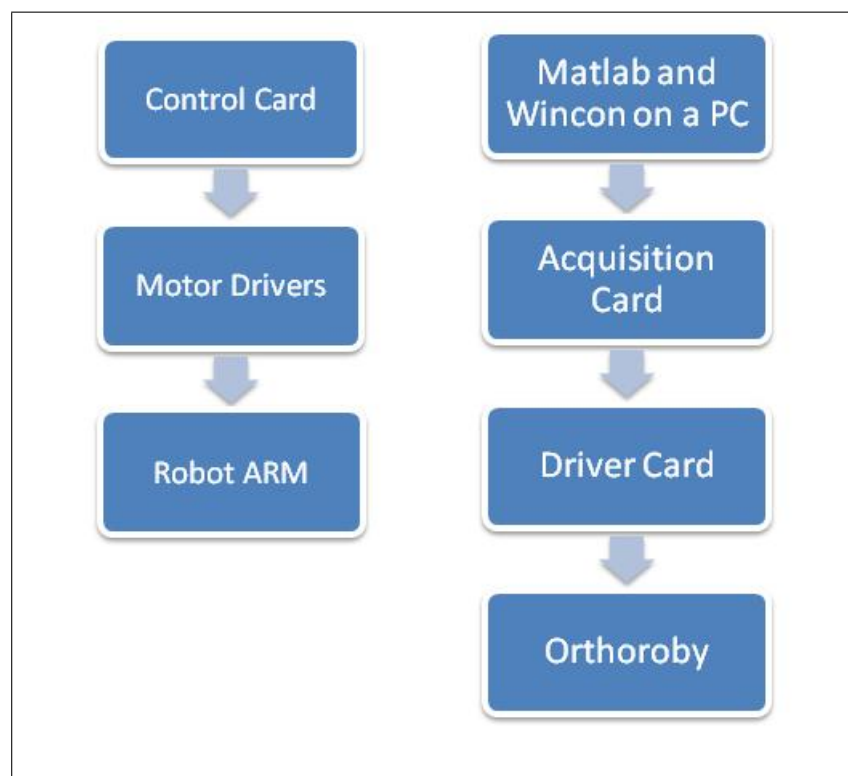 Control Card
Motor Drivers
Robot ARM
Matlab and
Wincon on a PC
Acquisition
Card
Driver Card
Orthoroby